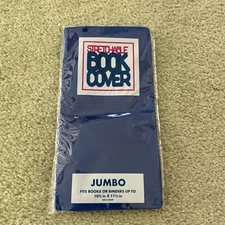 STRETCHABLE
BOOK
COVER
JUMBO
FITS BOOKS OR BINDERS UP TO